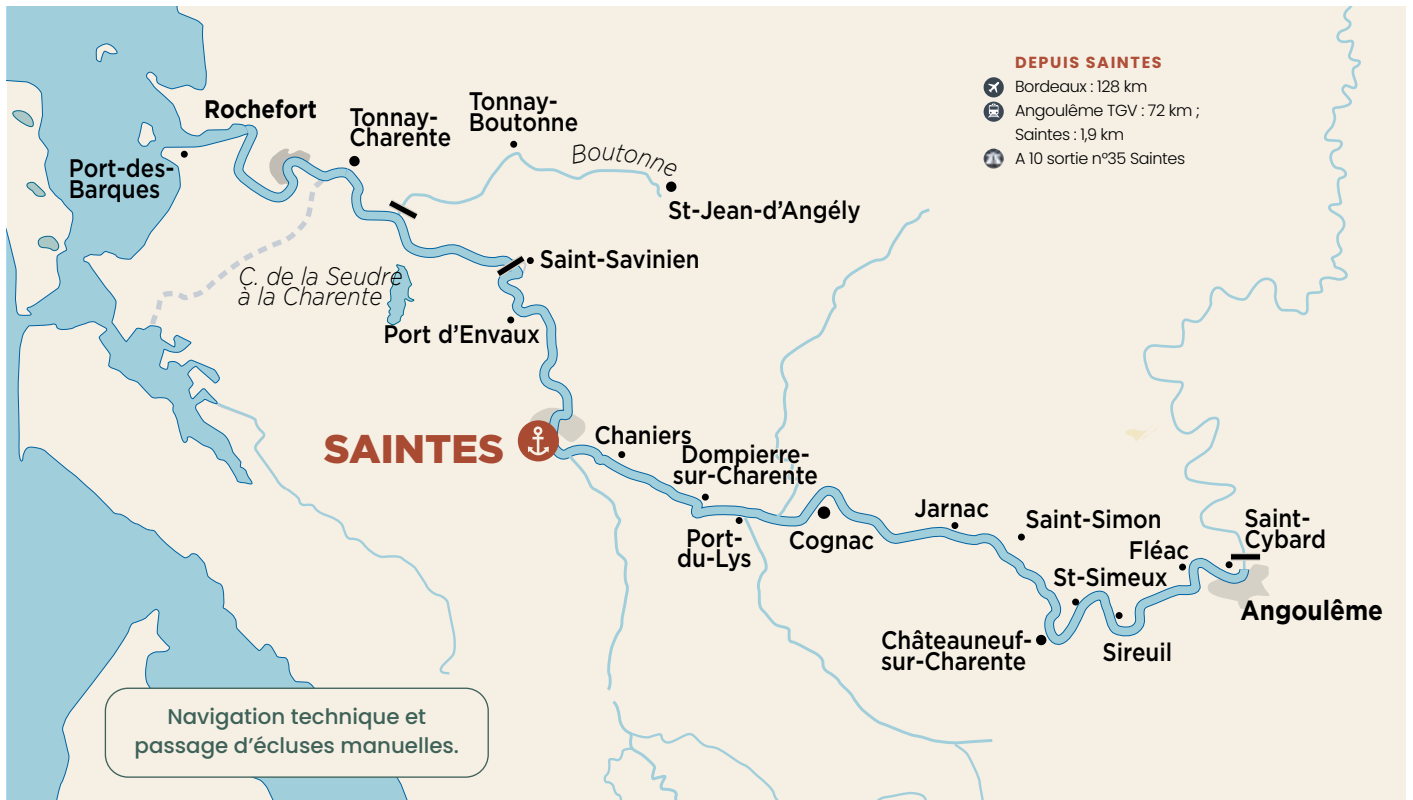 DEPUIS SAINTES
Bordeaux : 128 km
Angoulême TGV : 72 km ;
Saintes : 1,9 km
A 10 sortie n°35 Saintes
Rochefort
Tonnay-
Charente
Tonnay-
Boutonne
Boutonne
Port-des-
Barques
St-Jean-d'Angély
Saint-Savinien
C. de la Seudre
à la Charente
Port d'Envaux
SAINTES
Chaniers
Dompierre-
sur-Charente
Port-
du-Lys
Cognac
Jarnac
Saint-Simon
Saint-
Cybard
Fléac
St-Simeux
Angoulême
Châteauneuf-
sur-Charente
Sireuil
Navigation technique et
passage d'écluses manuelles.